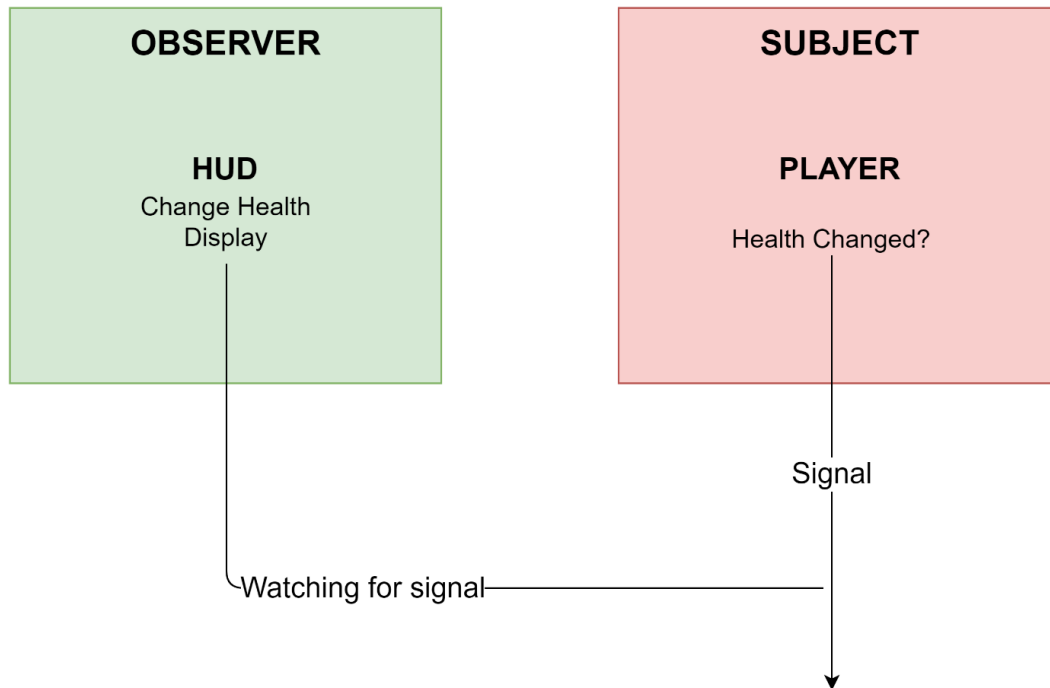 OBSERVER
HUD
Change Health
Display
SUBJECT
PLAYER
Health Changed?
Signal
Watching for signal